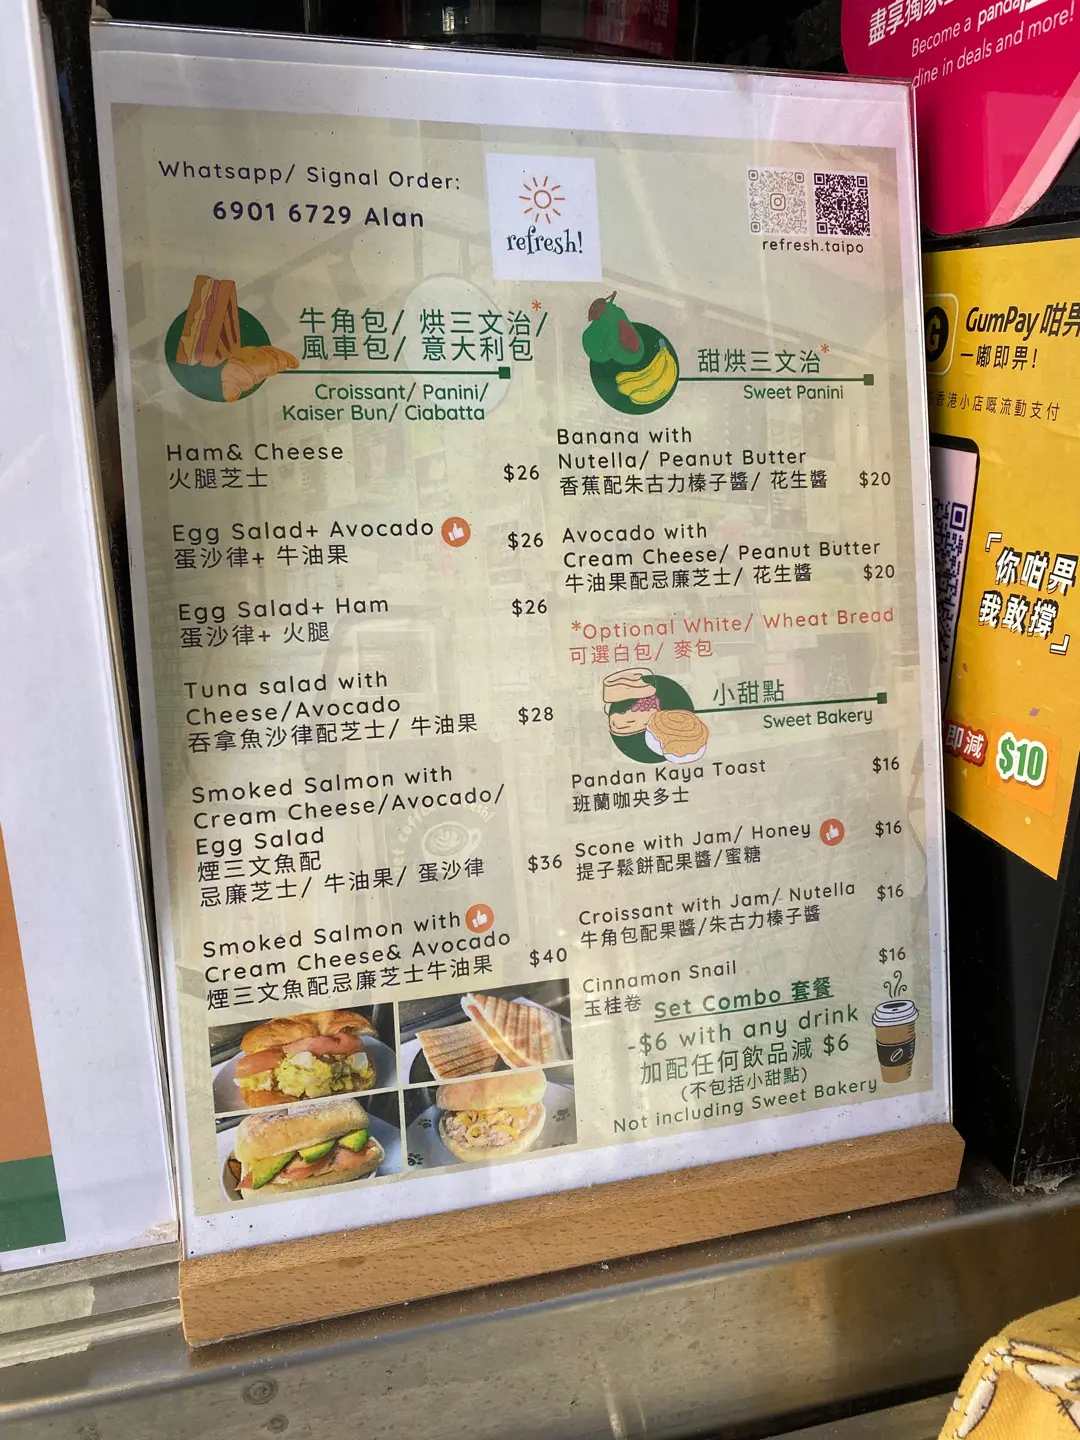 Whatsapp/ Signal Order:
6901 6729 Alan
refresh!
refresh.taipo
牛角包/ 烘三文治*/
風車包/ 意大利包
Croissant/ Panini/
Kaiser Bun/ Ciabatta
Ham& Cheese
火腿芝士 $26
Egg Salad+ Avocado
蛋沙律+ 牛油果 $26
Egg Salad+ Ham $26
蛋沙律+ 火腿
Tuna salad with
Cheese/Avocado $28
吞拿魚沙律配芝士/ 牛油果
Smoked Salmon with
Cream Cheese/Avocado/
Egg Salad
煙三文魚配 $36
忌廉芝士/ 牛油果/ 蛋沙律
Smoked Salmon with
Cream Cheese& Avocado $40
煙三文魚配忌廉芝士牛油果
甜烘三文治*
Sweet Panini
Banana with
Nutella/ Peanut Butter
香蕉配朱古力榛子醬/ 花生醬 $20
Avocado with
Cream Cheese/ Peanut Butter
牛油果配忌廉芝士/ 花生醬 $20
*Optional White/ Wheat Bread
可選白包/ 麥包
小甜點
Sweet Bakery
Pandan Kaya Toast $16
班蘭咖央多士
Scone with Jam/ Honey $16
提子鬆餅配果醬/蜜糖
Croissant with Jam/ Nutella $16
牛角包配果醬/朱古力榛子醬
Cinnamon Snail $16
玉桂卷
Set Combo 套餐
-$6 with any drink
加配任何飲品減 $6
(不包括小甜點)
Not including Sweet Bakery
盡享獨家
Become a panda
dine in deals and more!
G
GumPay 咁畀
一嘟即畀!
香港小店嘅流動支付
「你咁畀
我敢撐」
即減 $10